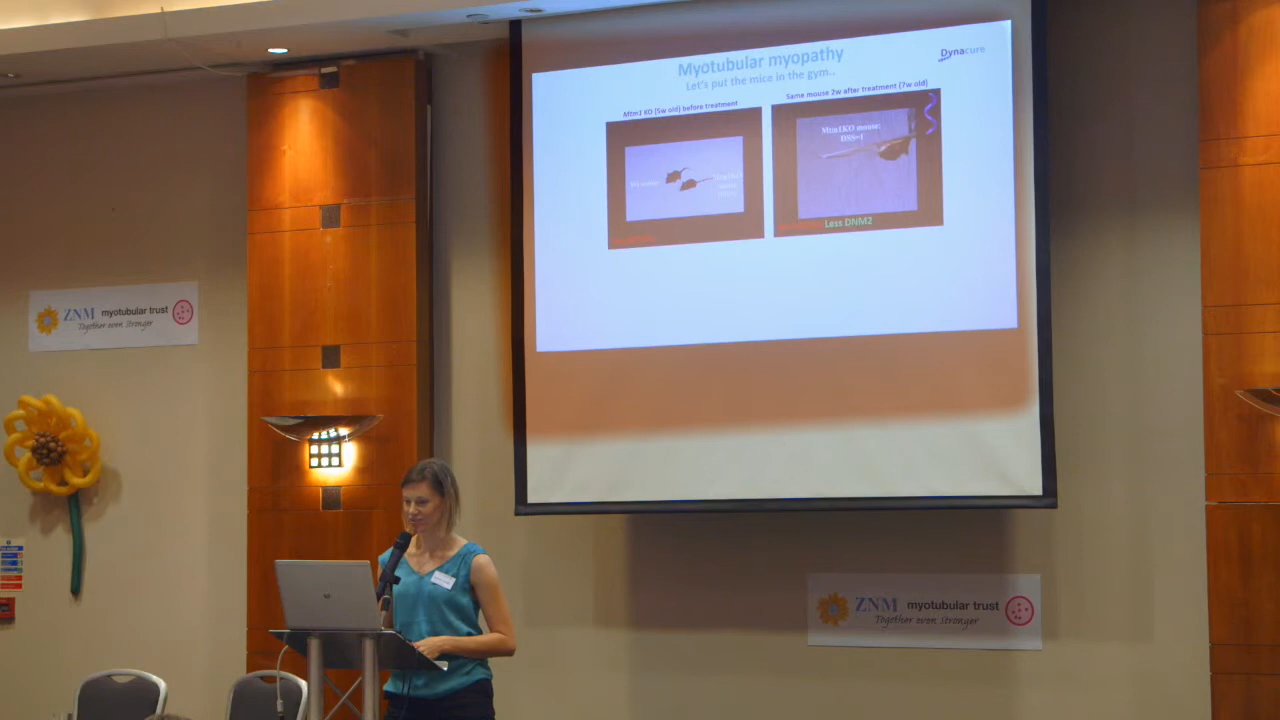 Myotubular myopathy
Let's put the mice in the gym..
Dynacure
Mtm1 KO (5w old) before treatment
Same mouse 2w after treatment (7w old)
Mtm1KO mouse:
DSS=1
Less DNM2
ZNM myotubular trust
Together even Stronger
ZNM myotubular trust
Together even Stronger